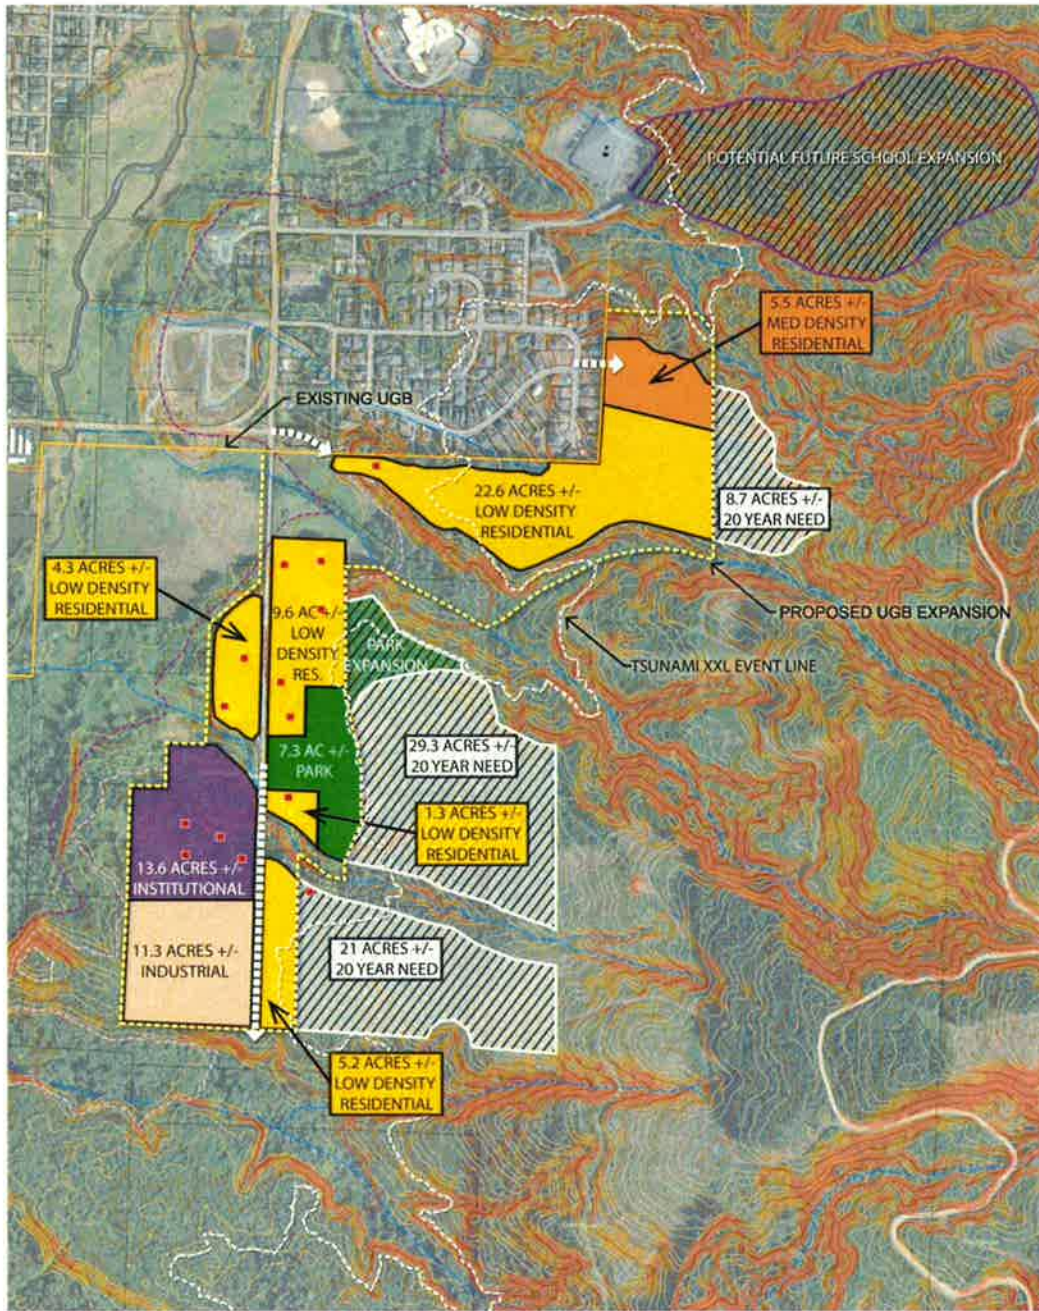 POTENTIAL FUTURE SCHOOL EXPANSION
5.5 ACRES +/-
MED DENSITY
RESIDENTIAL
EXISTING UGB
22.6 ACRES +/-
LOW DENSITY
RESIDENTIAL
8.7 ACRES +/-
20 YEAR NEED
4.3 ACRES +/-
LOW DENSITY
RESIDENTIAL
9.6 AC +/-
LOW
DENSITY
RES.
PROPOSED UGB EXPANSION
PARK
EXPANSION
TSUNAMI XXL EVENT LINE
7.3 AC +/-
PARK
29.3 ACRES +/-
20 YEAR NEED
1.3 ACRES +/-
LOW DENSITY
RESIDENTIAL
13.6 ACRES +/-
INSTITUTIONAL
11.3 ACRES +/-
INDUSTRIAL
21 ACRES +/-
20 YEAR NEED
5.2 ACRES +/-
LOW DENSITY
RESIDENTIAL